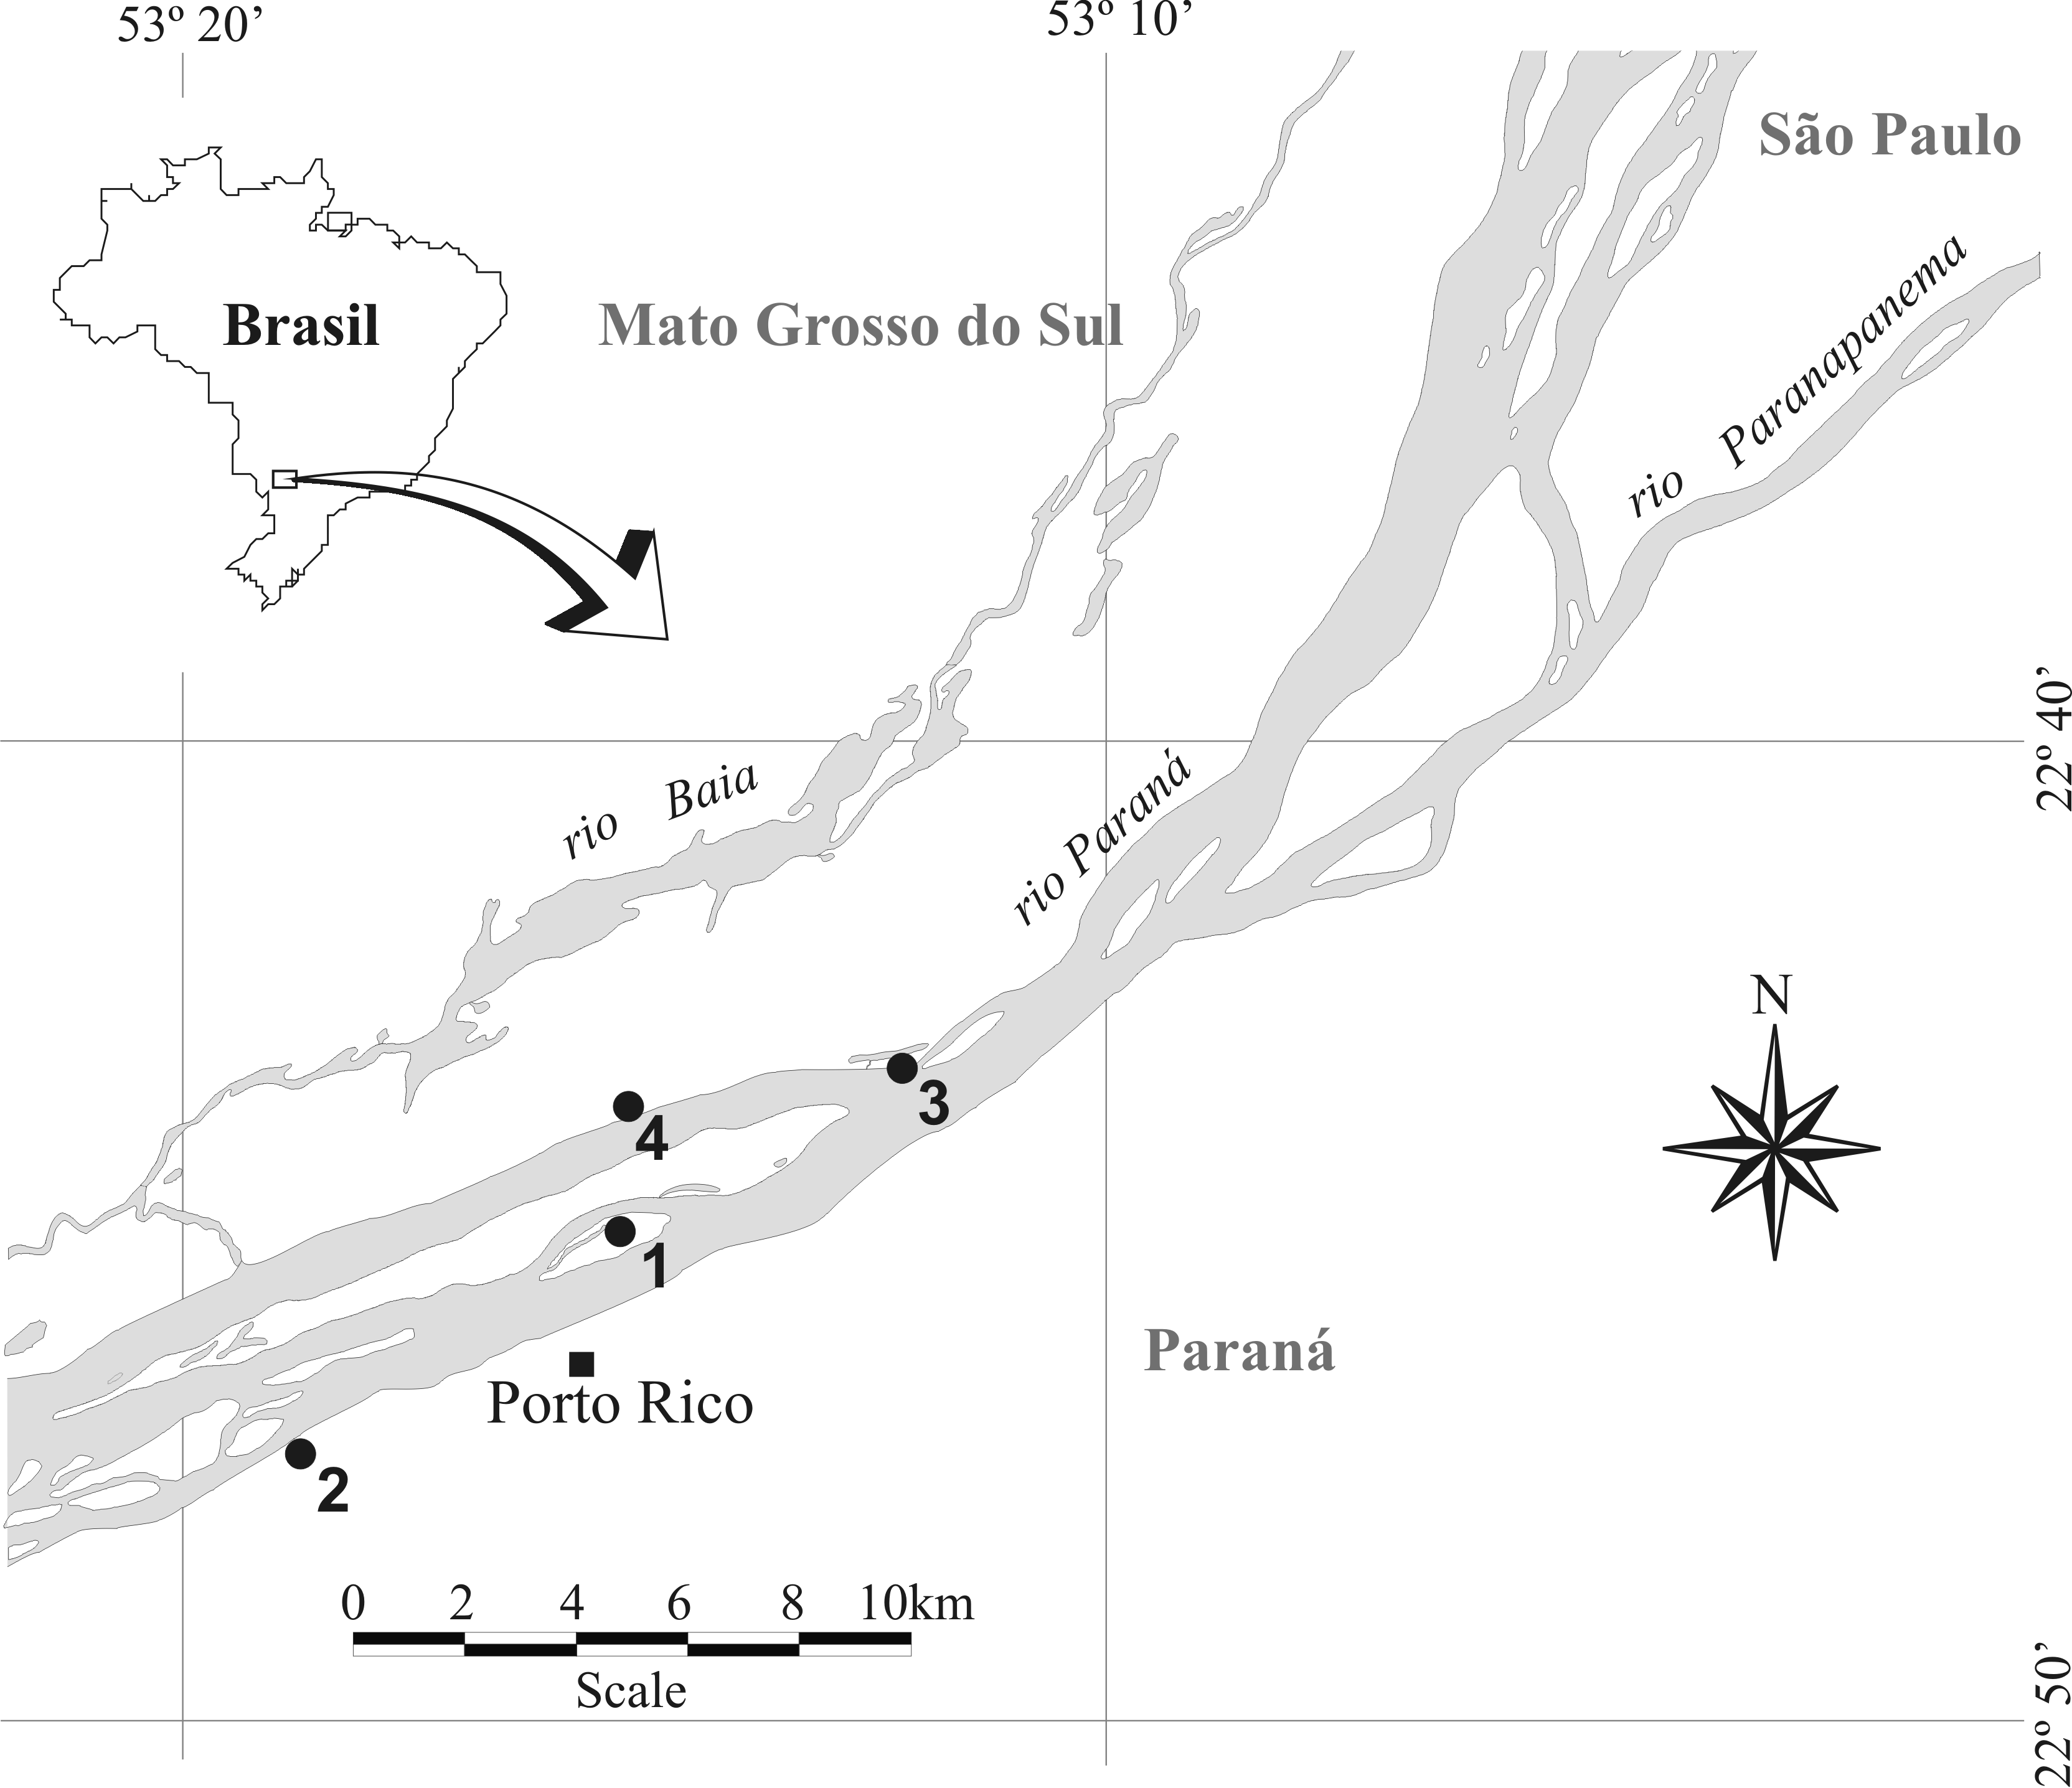 53º 20’
53º 10’
São Paulo
Brasil
Mato Grosso do Sul
rio Paranapanema
22º 40’
rio Baia
rio Paraná
N
3
4
1
Paraná
Porto Rico
2
0 2 4 6 8 10km
Scale
22º 50’